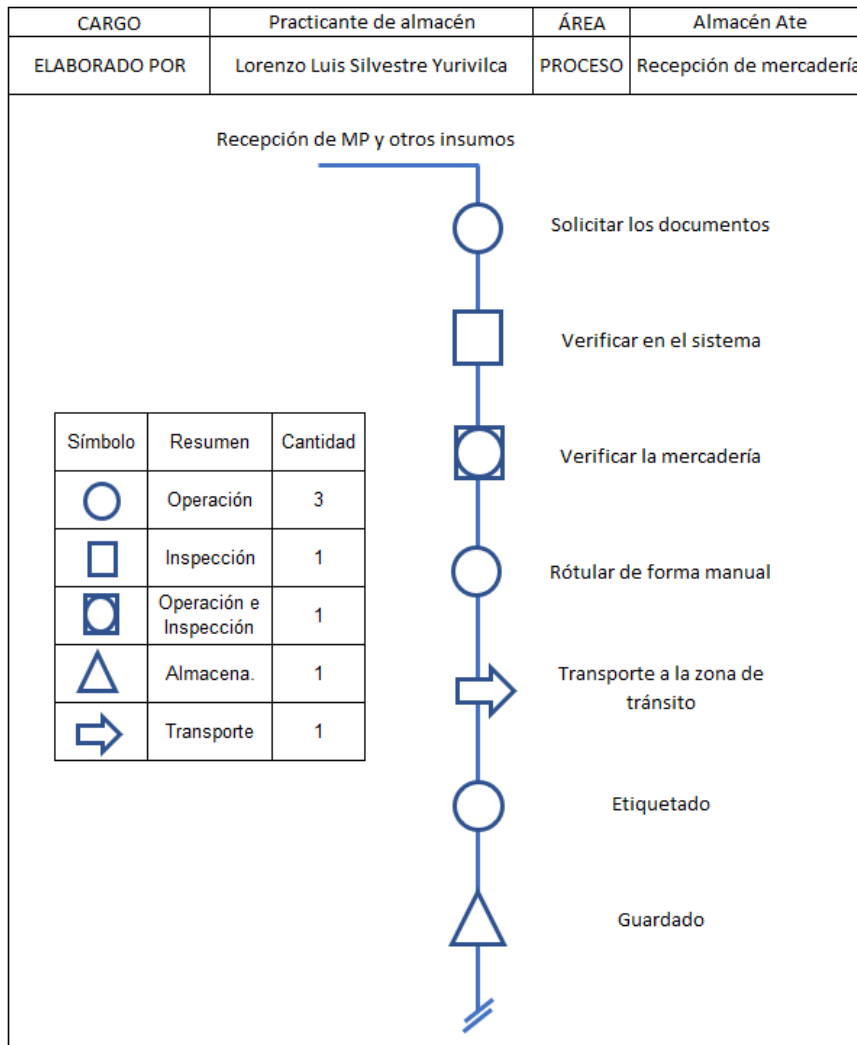 CARGO Practicante de almacén ÁREA Almacén Ate
ELABORADO POR Lorenzo Luis Silvestre Yurivilca PROCESO Recepción de mercadería
Recepción de MP y otros insumos
Solicitar los documentos
Verificar en el sistema
Verificar la mercadería
Rótular de forma manual
Transporte a la zona de
tránsito
Etiquetado
Guardado
Símbolo Resumen Cantidad
Operación 3
Inspección 1
Operación e
Inspección 1
Almacena. 1
Transporte 1